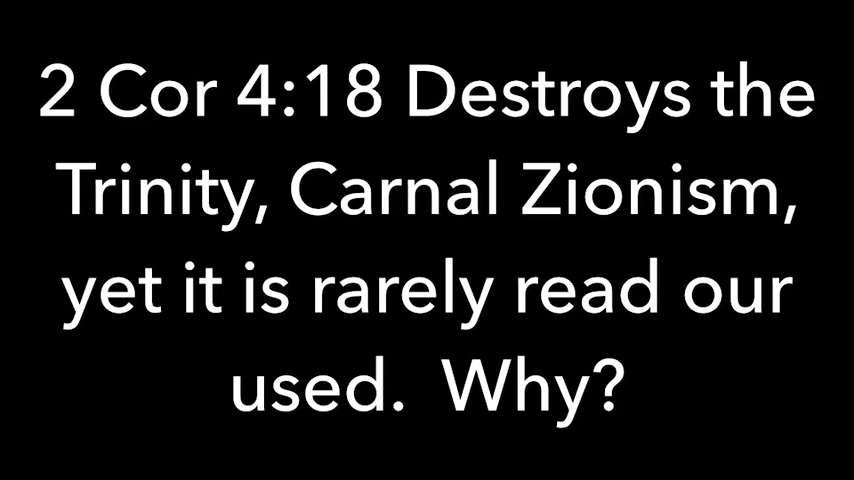 2 Cor 4:18 Destroys the
Trinity, Carnal Zionism,
yet it is rarely read our
used.  Why?